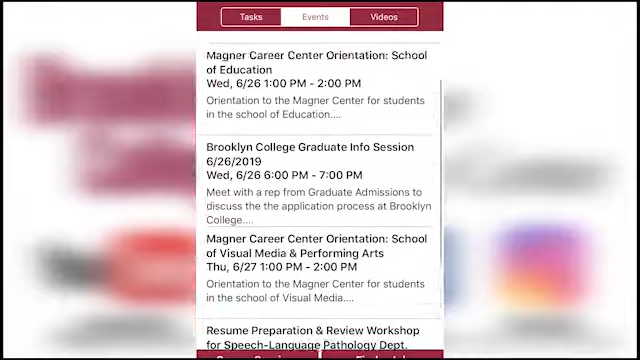 Tasks
Events
Videos
Magner Career Center Orientation: School
of Education
Wed, 6/26 1:00 PM - 2:00 PM
Orientation to the Magner Center for students
in the school of Education....
Brooklyn College Graduate Info Session
6/26/2019
Wed, 6/26 6:00 PM - 7:00 PM
Meet with a rep from Graduate Admissions to
discuss the the application process at Brooklyn
College....
Magner Career Center Orientation: School
of Visual Media & Performing Arts
Thu, 6/27 1:00 PM - 2:00 PM
Orientation to the Magner Center for students
in the school of Visual Media....
Resume Preparation & Review Workshop
for Speech-Language Pathology Dept.